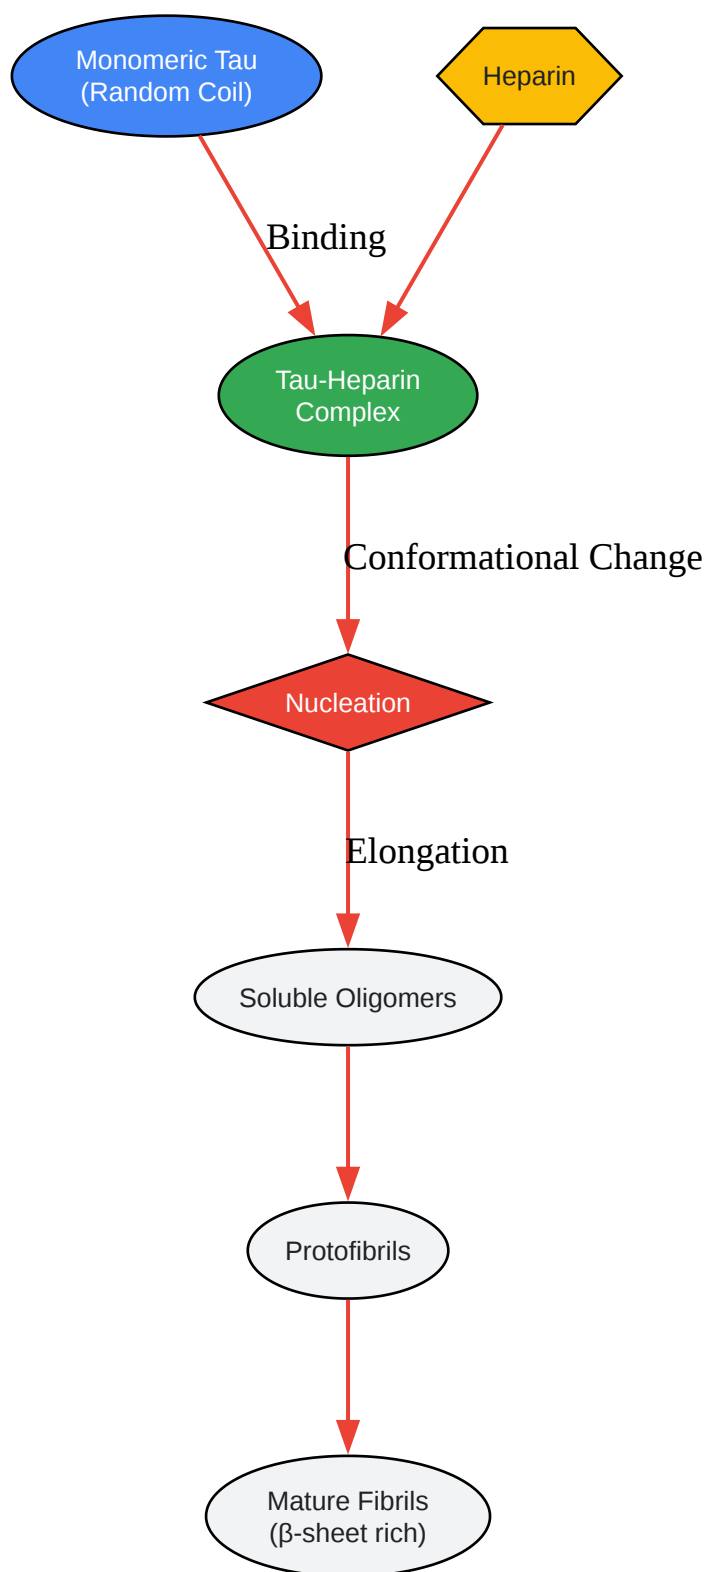 Monomeric Tau
(Random Coil)
Heparin
Binding
Tau-Heparin
Complex
Conformational Change
Nucleation
Elongation
Soluble Oligomers
Protofibrils
Mature Fibrils
(β-sheet rich)